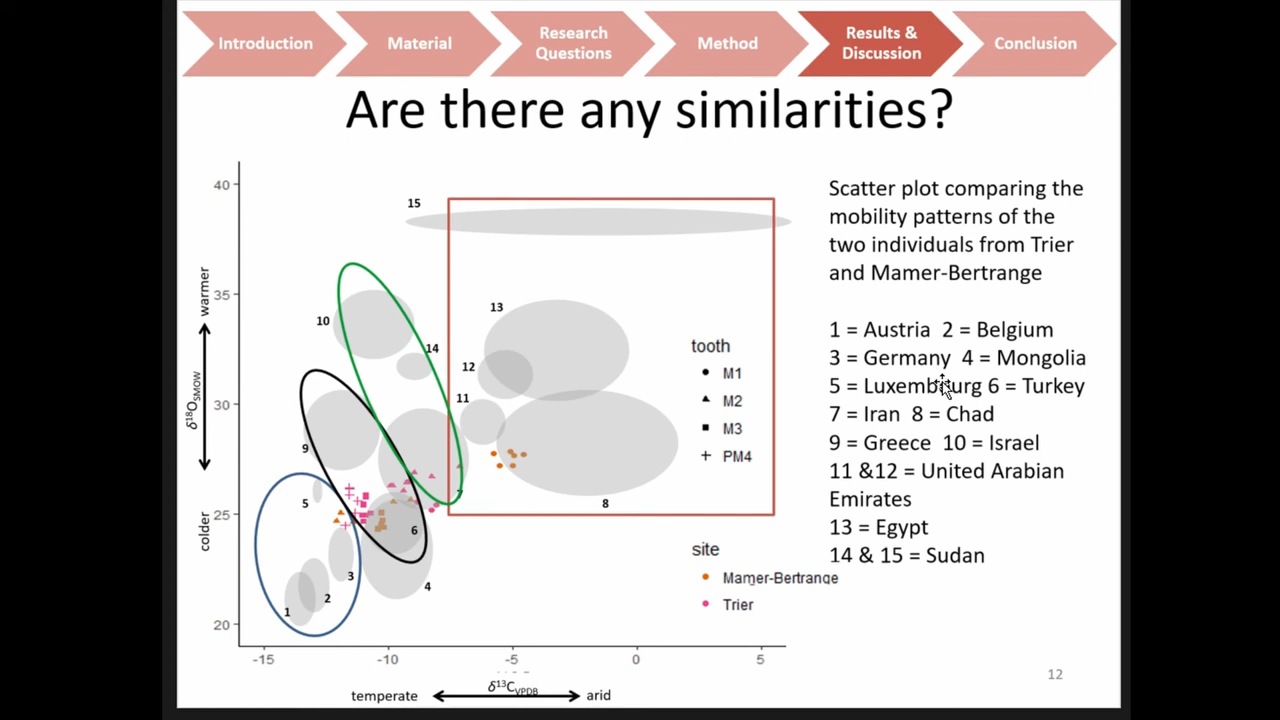 Introduction
Material
Research
Questions
Method
Results &
Discussion
Conclusion
Are there any similarities?
40
35
30
25
20
warmer
δ18OSMOW
colder
15
10
14
13
12
11
9
8
7
5
6
3
4
2
1
tooth
M1
M2
M3
PM4
site
Mamer-Bertrange
Trier
-15
-10
-5
0
5
temperate
δ13CVPDB
arid
Scatter plot comparing the
mobility patterns of the
two individuals from Trier
and Mamer-Bertrange
1 = Austria 2 = Belgium
3 = Germany 4 = Mongolia
5 = Luxembourg 6 = Turkey
7 = Iran 8 = Chad
9 = Greece 10 = Israel
11 &12 = United Arabian
Emirates
13 = Egypt
14 & 15 = Sudan
12